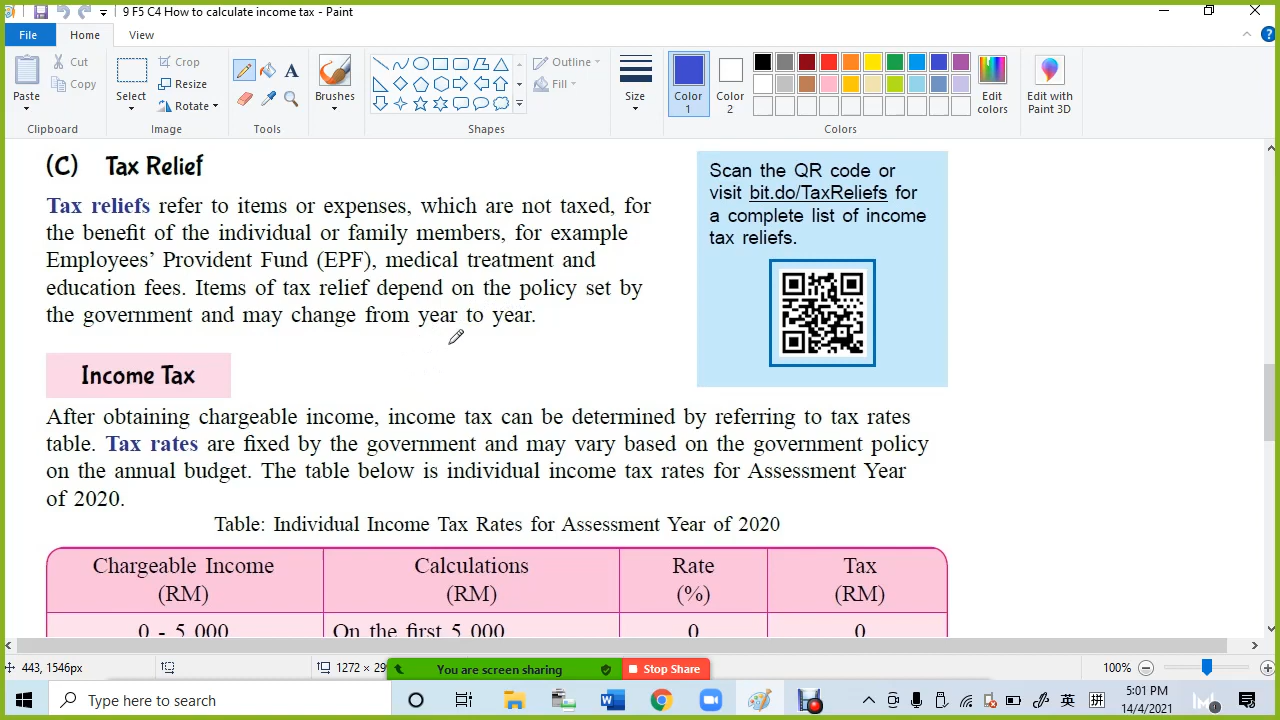 9 F5 C4 How to calculate income tax - Paint
File
Home
View
Paste
Cut
Copy
Clipboard
Select
Crop
Resize
Rotate
Image
A
Tools
Brushes
Shapes
Outline
Fill
Size
Color 1
Color 2
Edit colors
Colors
Edit with Paint 3D
(C) Tax Relief
Tax reliefs refer to items or expenses, which are not taxed, for
the benefit of the individual or family members, for example
Employees' Provident Fund (EPF), medical treatment and
education fees. Items of tax relief depend on the policy set by
the government and may change from year to year.
Scan the QR code or
visit bit.do/TaxReliefs for
a complete list of income
tax reliefs.
Income Tax
After obtaining chargeable income, income tax can be determined by referring to tax rates
table. Tax rates are fixed by the government and may vary based on the government policy
on the annual budget. The table below is individual income tax rates for Assessment Year
of 2020.
Table: Individual Income Tax Rates for Assessment Year of 2020
Chargeable Income (RM)
Calculations (RM)
Rate (%)
Tax (RM)
0 - 5 000
On the first 5 000
0
0
443, 1546px
You are screen sharing
Stop Share
100%
Type here to search
英
拼
5:01 PM
14/4/2021